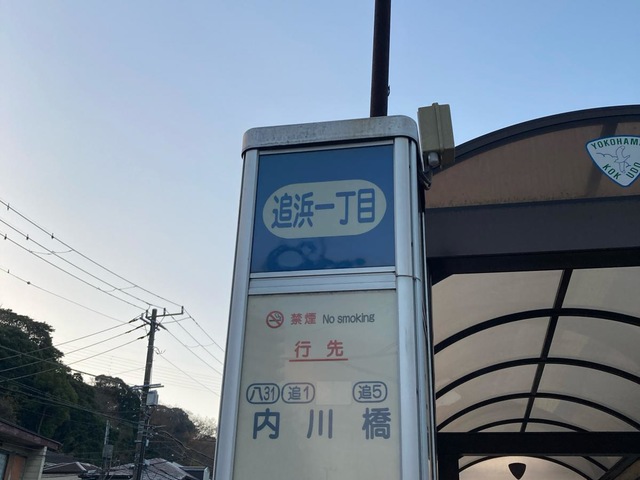 追浜一丁目
禁煙 No smoking
行先
八31 追1 追5
内川橋
YOKOHAMA
KOKUDO